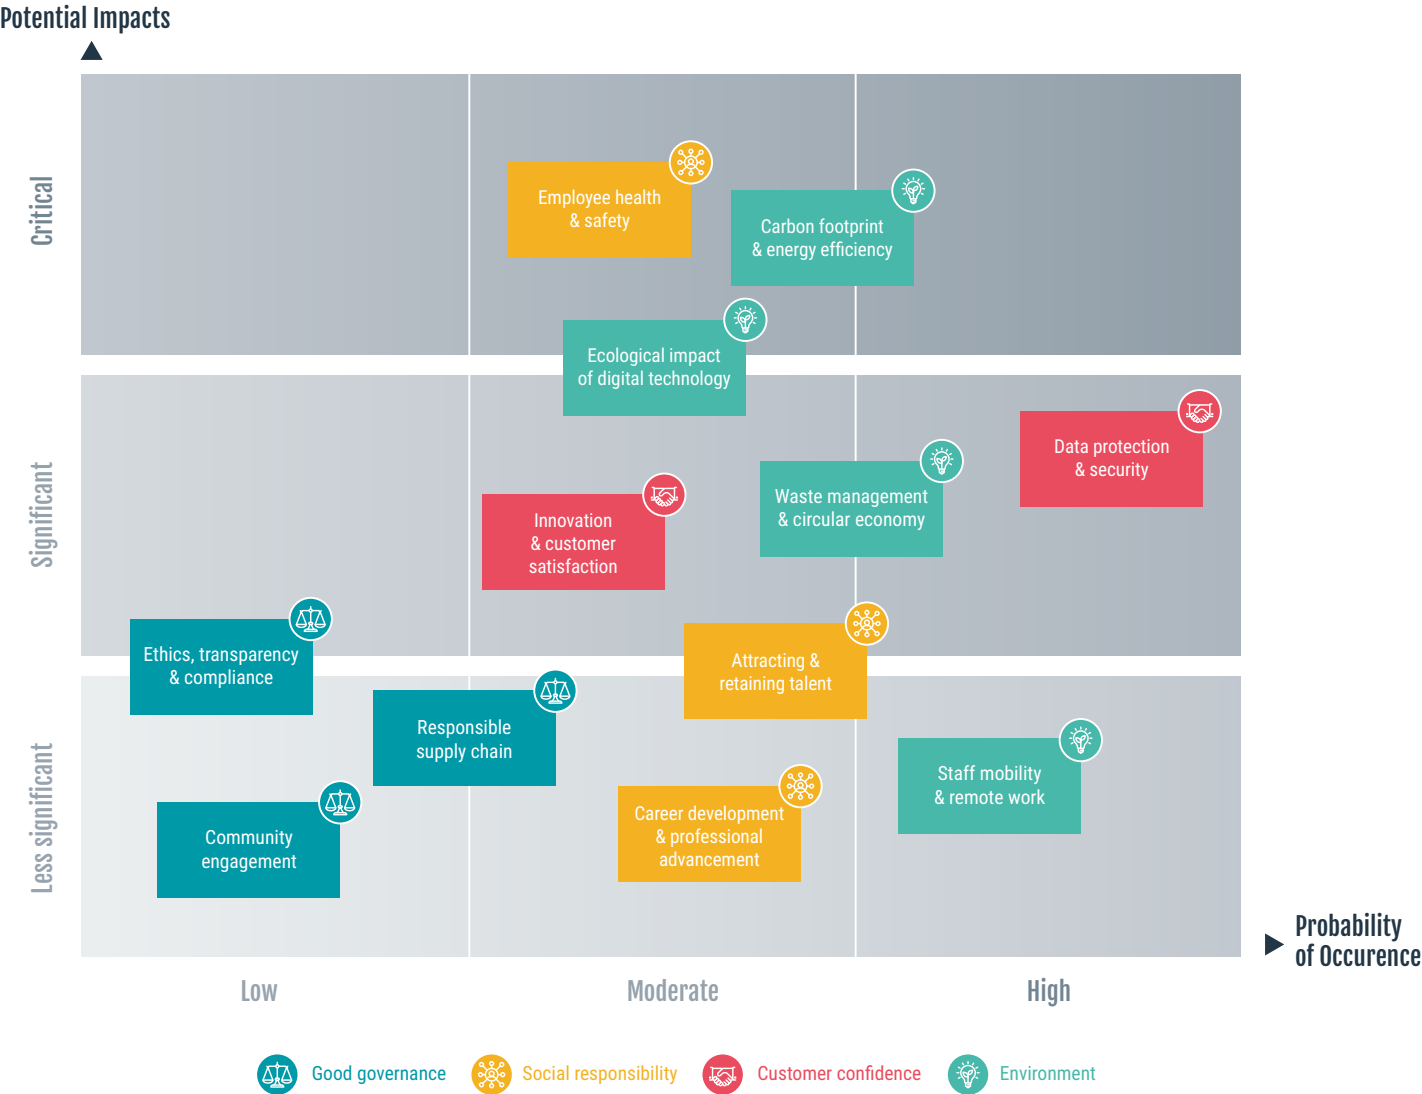 Potential Impacts
Critical
Employee health
& safety
Carbon footprint
& energy efficiency
Ecological impact
of digital technology
Significant
Data protection
& security
Waste management
& circular economy
Innovation
& customer
satisfaction
Ethics, transparency
& compliance
Attracting &
retaining talent
Less significant
Responsible
supply chain
Staff mobility
& remote work
Career development
& professional
advancement
Community
engagement
Probability
of Occurence
Low
Moderate
High
Good governance
Social responsibility
Customer confidence
Environment